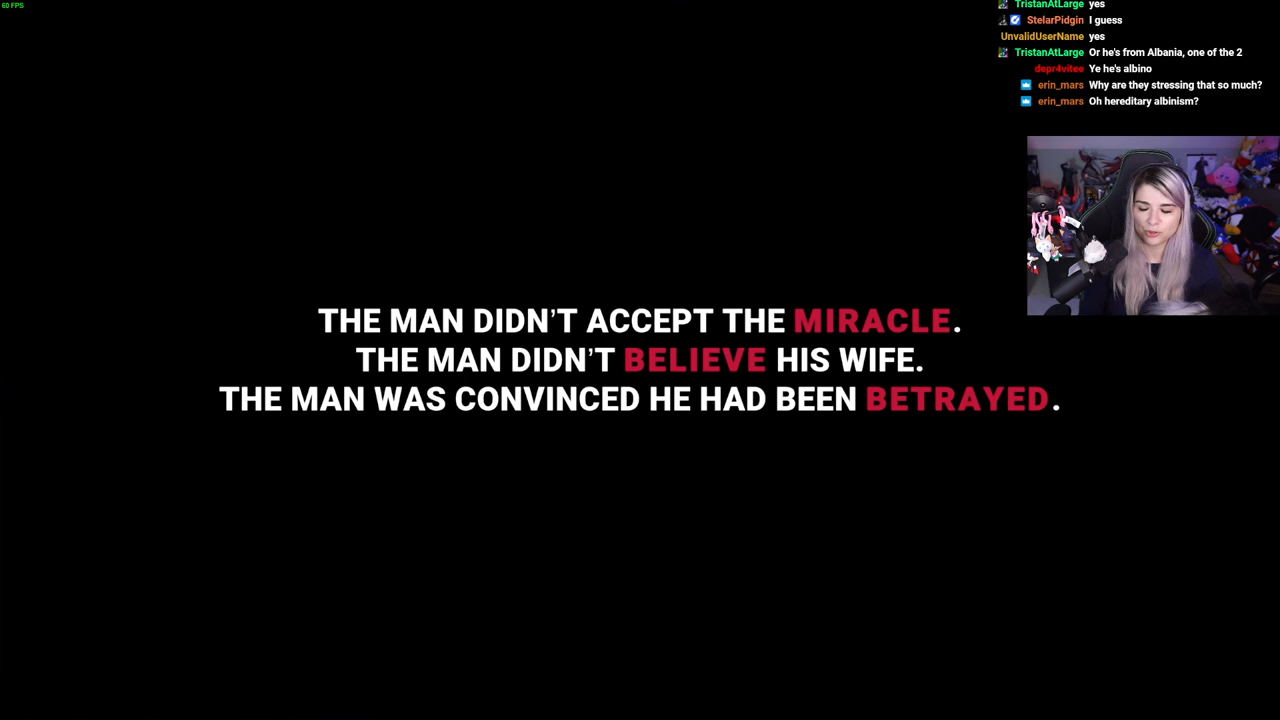 60 FPS
TristanAtLarge yes
StelarPidgin I guess
UnvalidUserName yes
TristanAtLarge Or he's from Albania, one of the 2
depr4vitee Ye he's albino
erin_mars Why are they stressing that so much?
erin_mars Oh hereditary albinism?
THE MAN DIDN'T ACCEPT THE MIRACLE.
THE MAN DIDN'T BELIEVE HIS WIFE.
THE MAN WAS CONVINCED HE HAD BEEN BETRAYED.